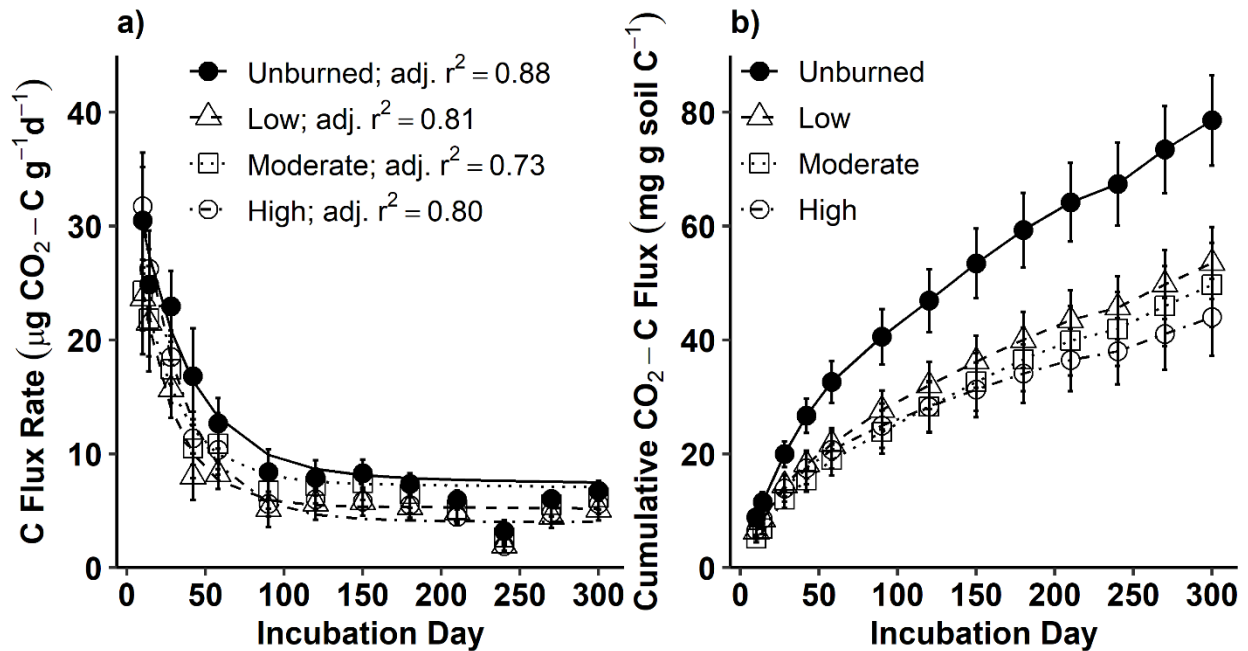 a)
C Flux Rate (μg CO₂ – C g⁻¹d⁻¹)
40
30
20
10
0
Unburned; adj. r² = 0.88
Low; adj. r² = 0.81
Moderate; adj. r² = 0.73
High; adj. r² = 0.80
0 50 100 150 200 250 300
Incubation Day
b)
Cumulative CO₂ – C Flux (mg g soil C⁻¹)
80
60
40
20
0
Unburned
Low
Moderate
High
0 50 100 150 200 250 300
Incubation Day